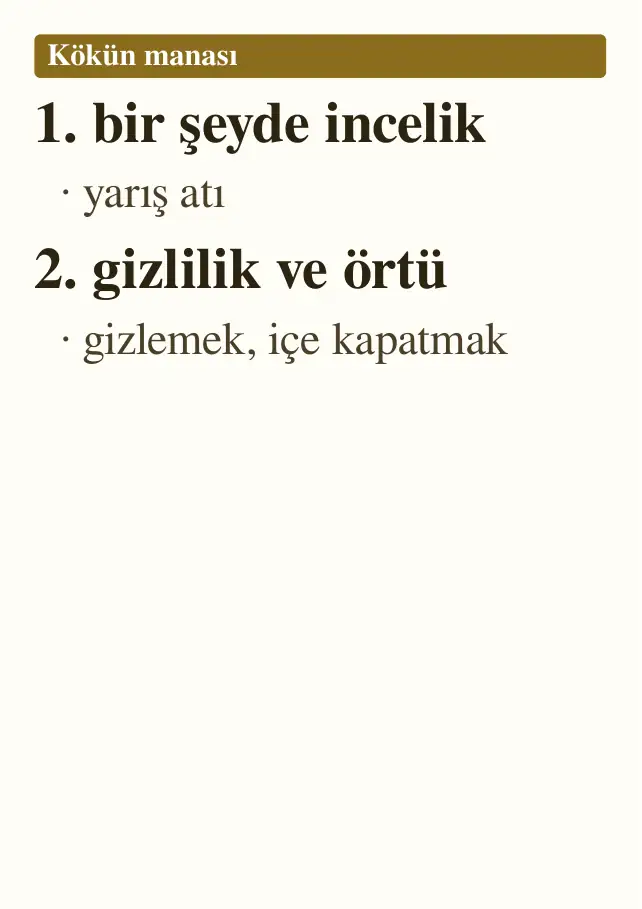 Kökün manası
1. bir şeyde incelik
· yarış atı
2. gizlilik ve örtü
· gizlemek, içe kapatmak